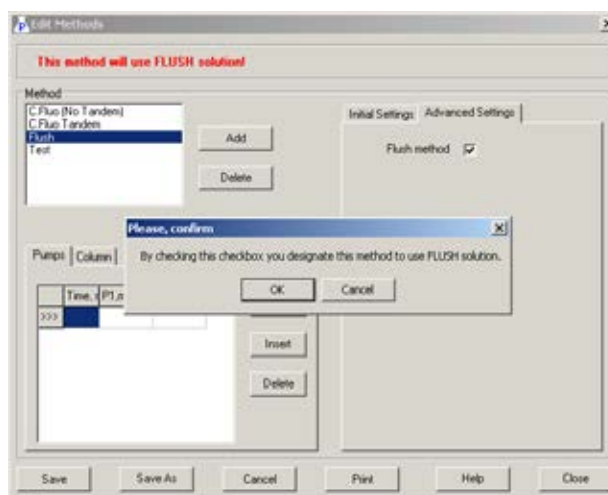 Edit Methods
This method will use FLUSH solution!
Method
C.Fluo (No Tandem)
C.Fluo Tandem
Flush
Test
Add
Delete
Initial Settings Advanced Settings
Flush method
Please, confirm
By checking this checkbox you designate this method to use FLUSH solution.
OK Cancel
Pumps Column
Time, P1,
>>>
Insert
Delete
Save Save As Cancel Print Help Close